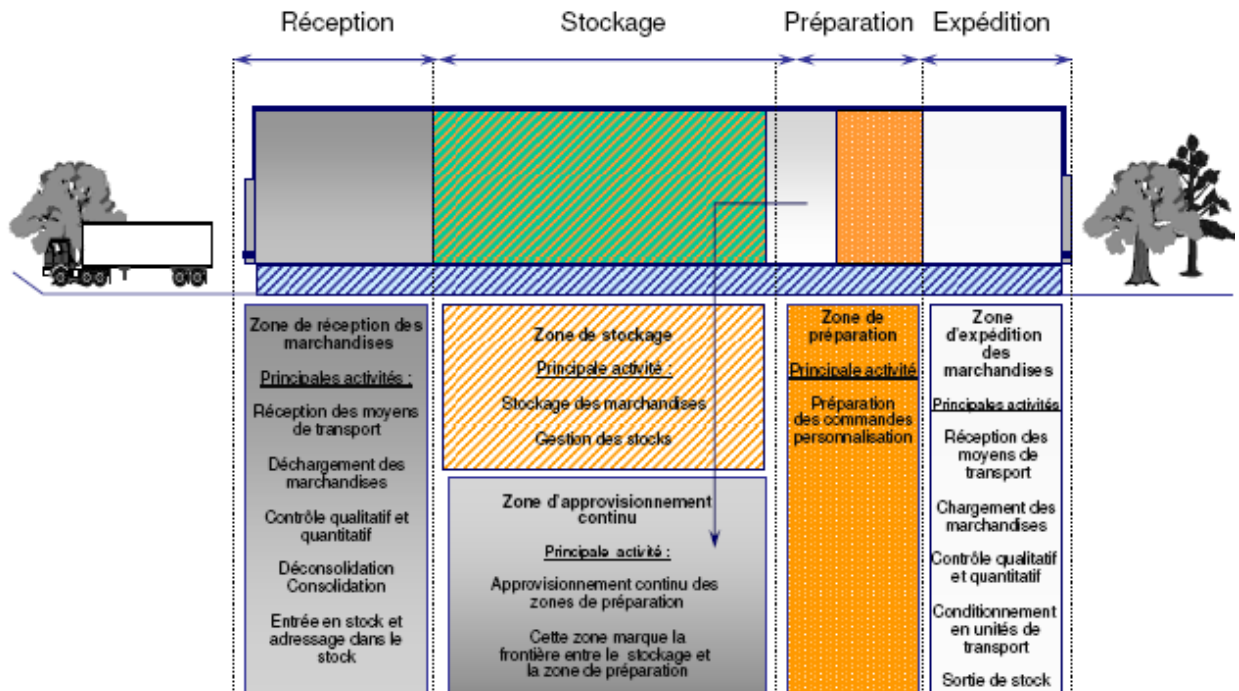 Réception
Stockage
Préparation
Expédition
Zone de réception des
marchandises
Principales activités :
Réception des moyens
de transport
Déchargement des
marchandises
Contrôle qualitatif et
quantitatif
Déconsolidation
Consolidation
Entrée en stock et
adressage dans le
stock
Zone de stockage
Principale activité :
Stockage des marchandises
Gestion des stocks
Zone d'approvisionnement
continu
Principale activité :
Approvisionnement continu des
zones de préparation
Cette zone marque la
frontière entre le stockage et
la zone de préparation
Zone de
préparation
Principale activité
Préparation
des commandes
personnalisation
Zone
d'expédition
des
marchandises
Principales activités
Réception des
moyens de
transport
Chargement des
marchandises
Contrôle qualitatif
et quantitatif
Conditionnement
en unités de
transport
Sortie de stock